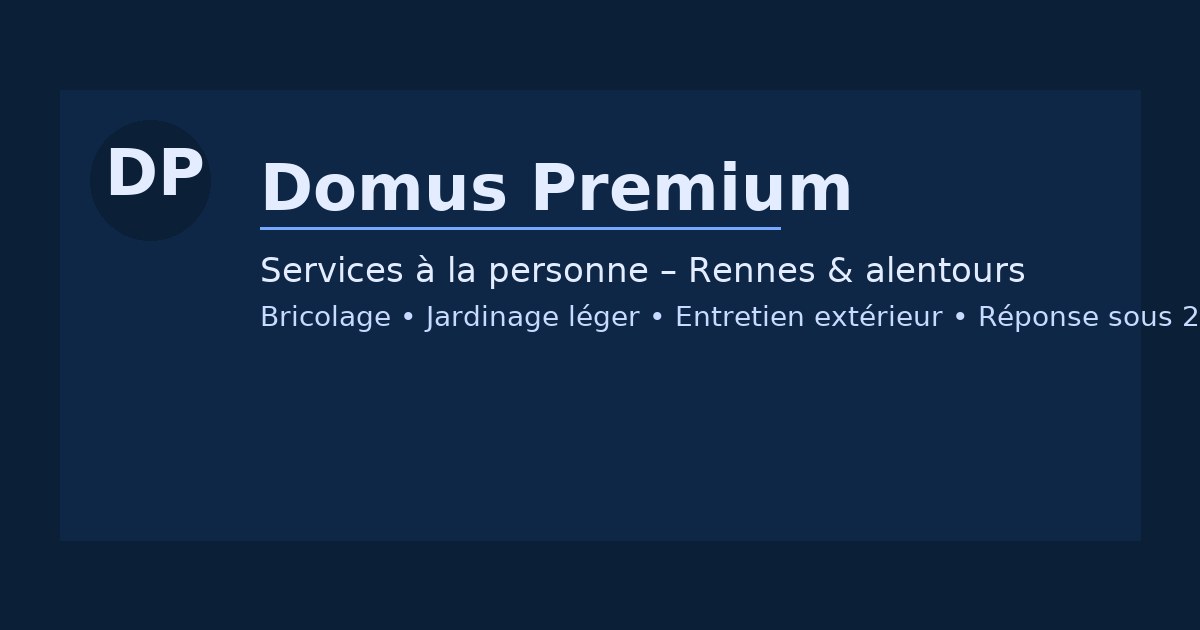 DP
Domus Premium
Services à la personne – Rennes & alentours
Bricolage • Jardinage léger • Entretien extérieur • Réponse sous 2